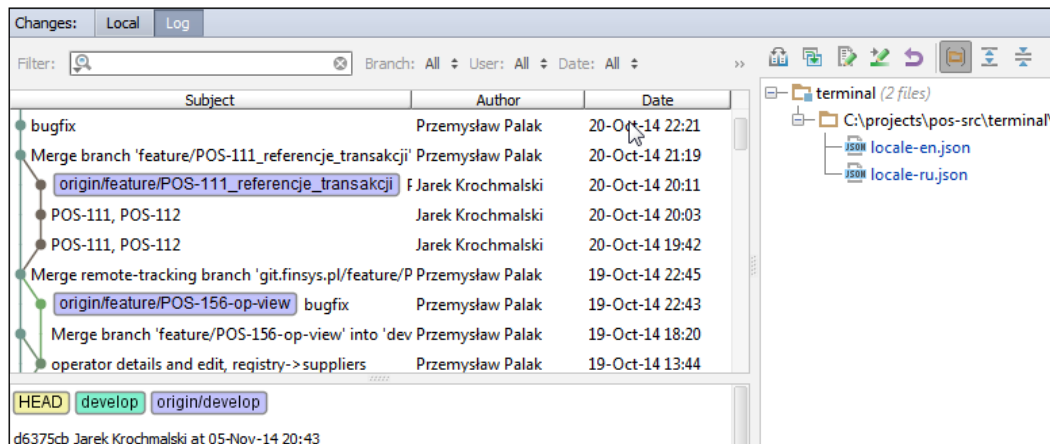 Changes: Local Log
Filter: Branch: All User: All Date: All »
Subject Author Date
bugfix Przemysław Palak 20-Oct-14 22:21
Merge branch 'feature/POS-111_referencje_transakcji' Przemysław Palak 20-Oct-14 21:19
origin/feature/POS-111_referencje_transakcji F Jarek Krochmalski 20-Oct-14 20:11
POS-111, POS-112 Jarek Krochmalski 20-Oct-14 20:03
POS-111, POS-112 Jarek Krochmalski 20-Oct-14 19:42
Merge remote-tracking branch 'git.finsys.pl/feature/P Przemysław Palak 19-Oct-14 22:45
origin/feature/POS-156-op-view bugfix Przemysław Palak 19-Oct-14 22:43
Merge branch 'feature/POS-156-op-view' into 'dev Przemysław Palak 19-Oct-14 18:20
operator details and edit, registry->suppliers Przemysław Palak 19-Oct-14 13:44
HEAD develop origin/develop
d6375cb Jarek Krochmalski at 05-Nov-14 20:43
terminal (2 files)
C:\projects\pos-src\terminal\
JSON locale-en.json
JSON locale-ru.json